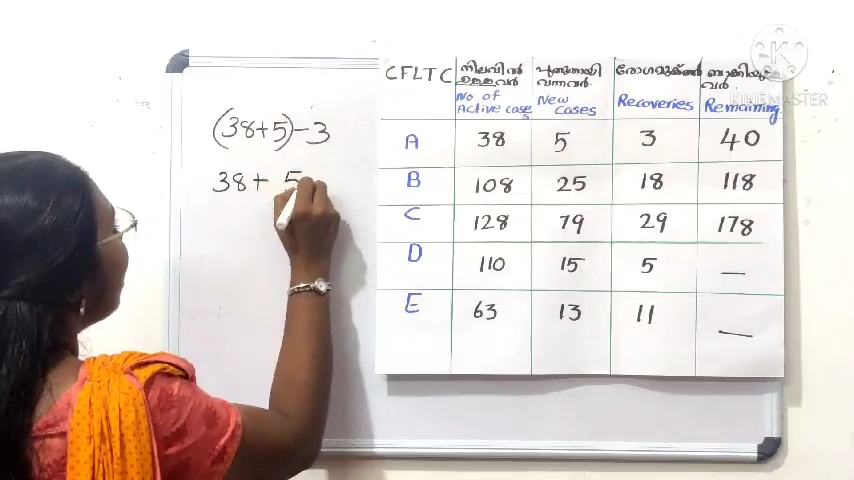 (38+5)-3
38+ 5
CFLTC നിലവിൽ ഉള്ളവർ No of Active cases പുതുതായി വന്നവർ New cases രോഗമുക്തർ Recoveries Remaining
A 38 5 3 40
B 108 25 18 118
C 128 79 29 178
D 110 15 5 —
E 63 13 11 —
KINEMASTER